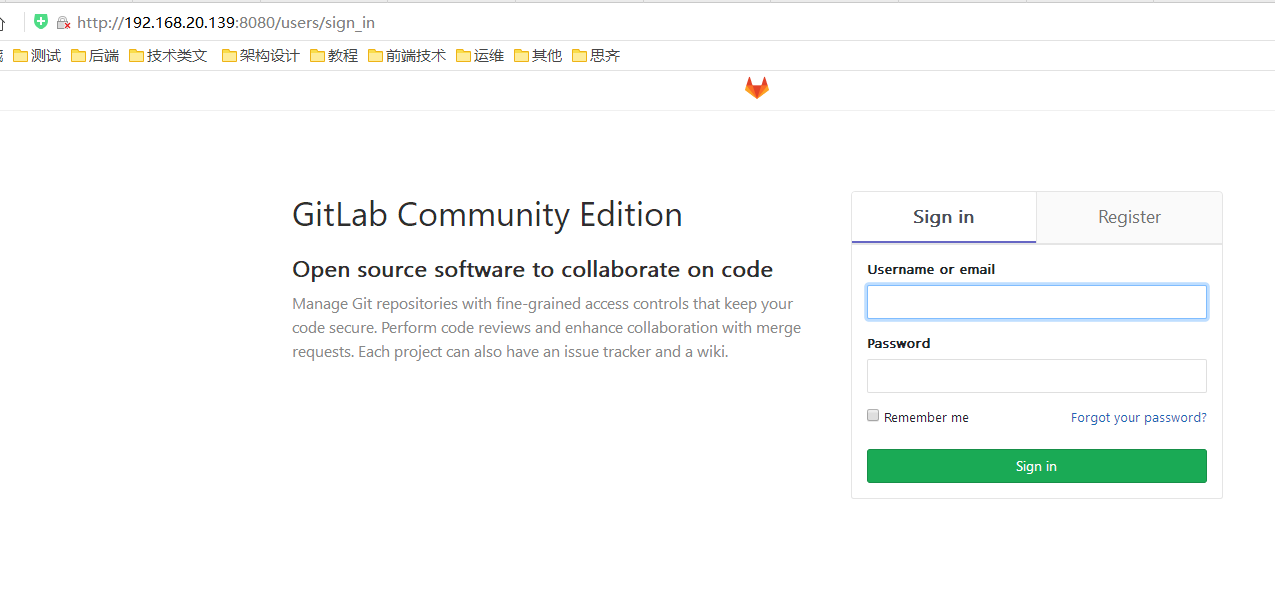 http://192.168.20.139:8080/users/sign_in
测试 后端 技术类文 架构设计 教程 前端技术 运维 其他 思齐
GitLab Community Edition
Open source software to collaborate on code
Manage Git repositories with fine-grained access controls that keep your
code secure. Perform code reviews and enhance collaboration with merge
requests. Each project can also have an issue tracker and a wiki.
Sign in Register
Username or email
Password
Remember me Forgot your password?
Sign in